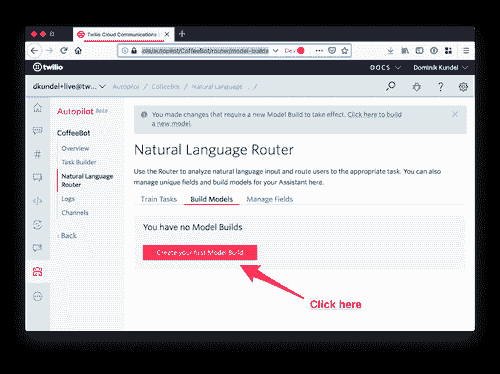 Twilio Cloud Communications
ole/autopilot/CoffeeBot/router/model-builds
Dev
twilio
DOCS
Dominik Kundel
dkundel+live@tw...
Autopilot / CoffeeBot / Natural Language ... /
Autopilot Beta
CoffeeBot
Overview
Task Builder
Natural Language
Router
Logs
Channels
‹ Back
You made changes that require a new Model Build to take effect. Click here to build
a new model.
Natural Language Router
Use the Router to analyze natural language input and route users to the appropriate task. You can also
manage unique fields and build models for your Assistant here.
Train Tasks
Build Models
Manage Fields
You have no Model Builds
Create your first Model Build
Click here